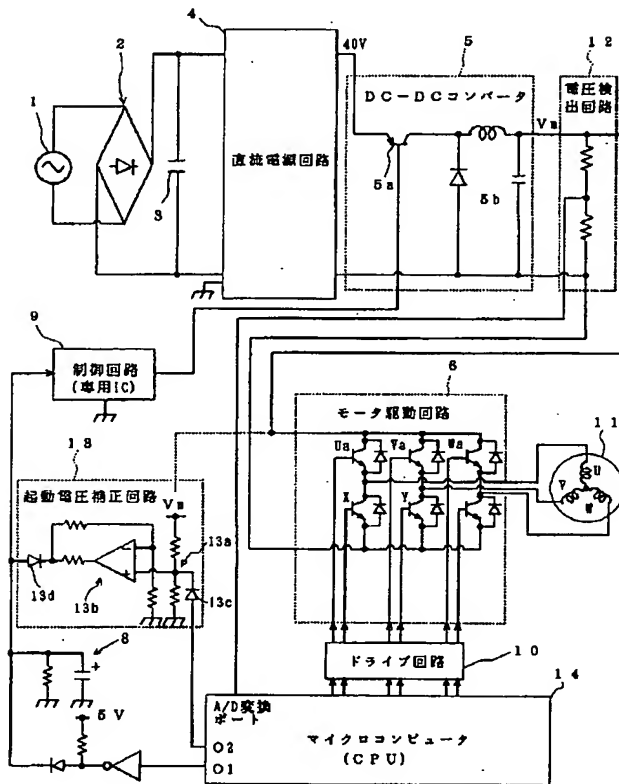 4
40V
5
12
DC-DCコンバータ
電圧検
出回路
2
1
Vm
5a
3
直流電源回路
5b
9
制御回路
(専用IC)
6
モータ駆動回路
11
Ua
Va
Wa
13
起動電圧補正回路
X
Y
U
V
W
Vm
13a
13b
13c
13d
8
+
ドライブ回路
10
14
5V
A/D変換
ポート
マイクロコンピュータ
(CPU)
O2
O1